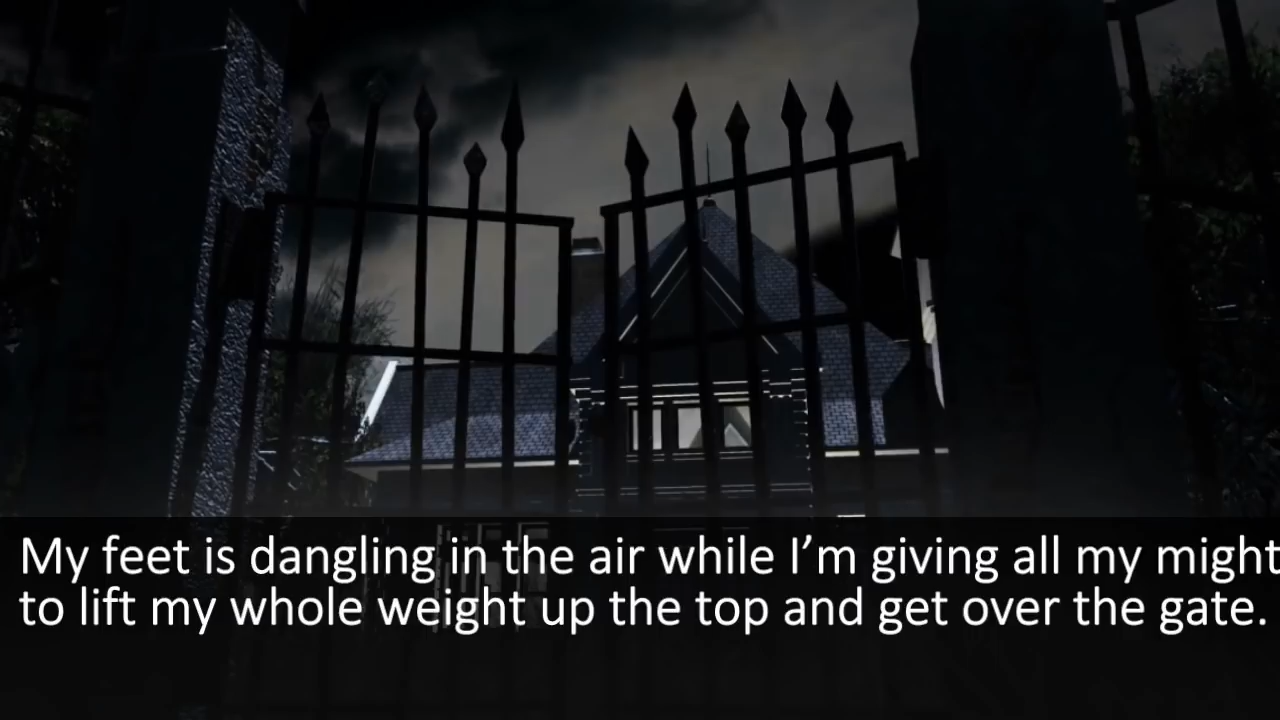 My feet is dangling in the air while I’m giving all my might
to lift my whole weight up the top and get over the gate.